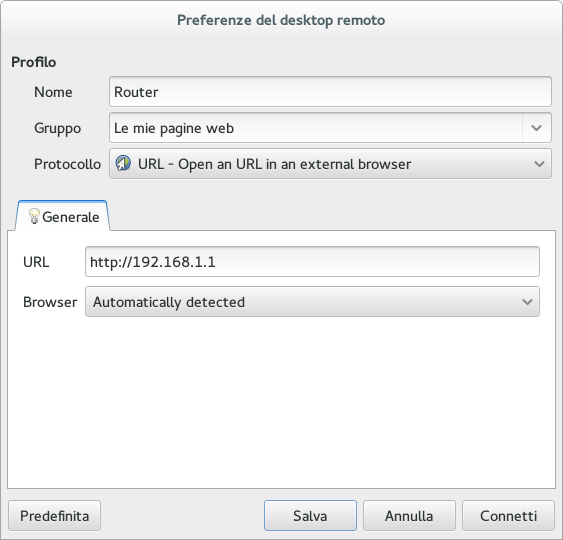 Preferenze del desktop remoto
Profilo
Nome Router
Gruppo Le mie pagine web
Protocollo URL - Open an URL in an external browser
Generale
URL http://192.168.1.1
Browser Automatically detected
Predefinita Salva Annulla Connetti